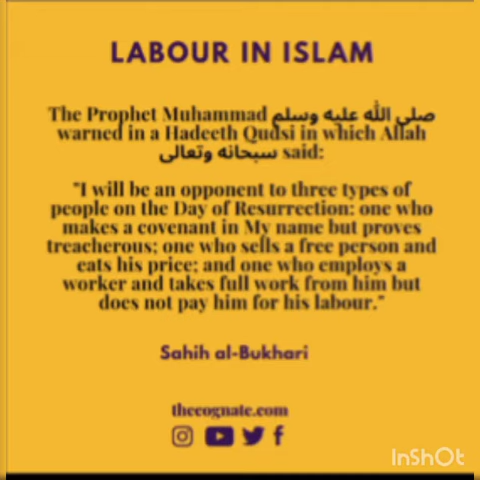 LABOUR IN ISLAM
The Prophet Muhammad صلى الله عليه وسلم
warned in a Hadeeth Qudsi in which Allah
سبحانه وتعالى said:
"I will be an opponent to three types of
people on the Day of Resurrection: one who
makes a covenant in My name but proves
treacherous; one who sells a free person and
eats his price; and one who employs a
worker and takes full work from him but
does not pay him for his labour."
Sahih al-Bukhari
thecognate.com
InShOt